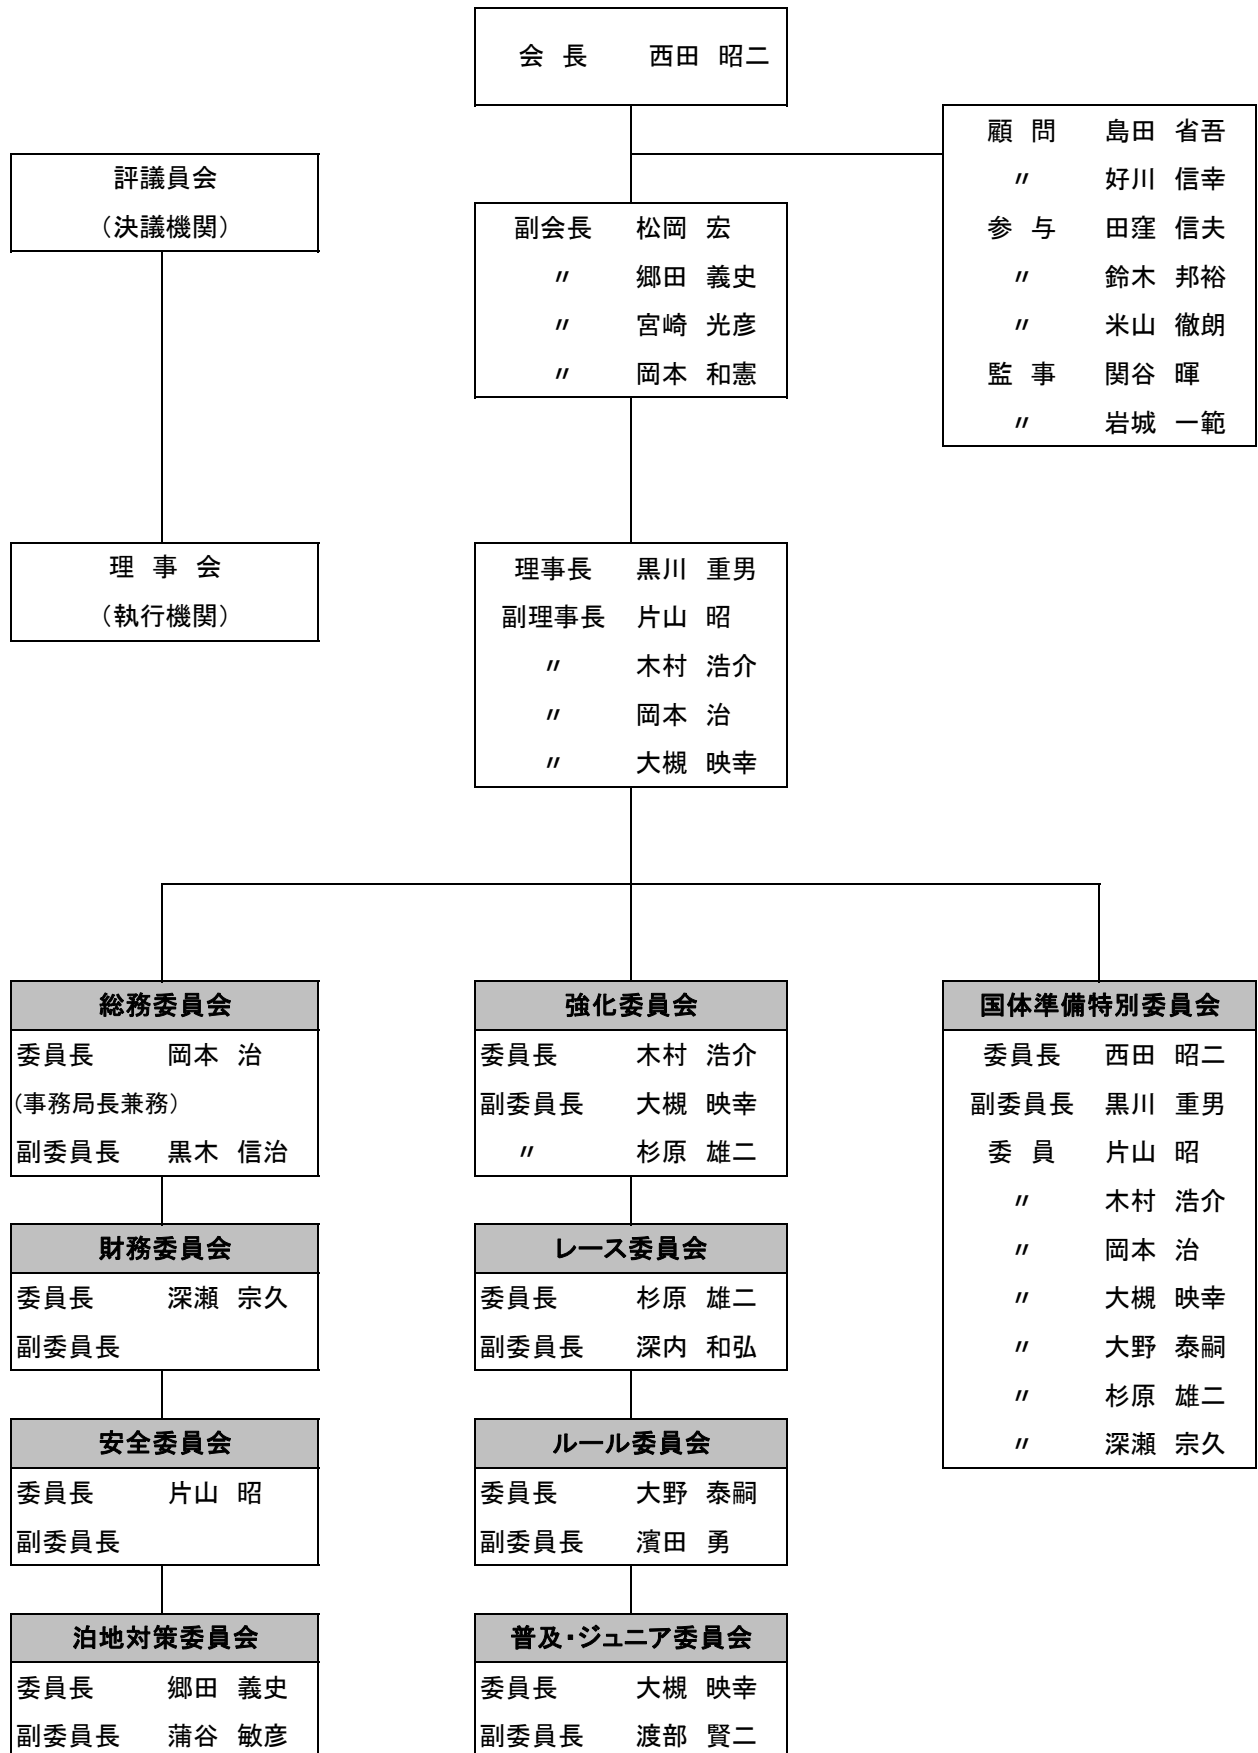 会 長 西田 昭二
顧 問 島田 省吾
〃 好川 信幸
参 与 田窪 信夫
〃 鈴木 邦裕
〃 米山 徹朗
監 事 関谷 暉
〃 岩城 一範
評議員会
（決議機関）
副会長 松岡 宏
〃 郷田 義史
〃 宮崎 光彦
〃 岡本 和憲
理 事 会
（執行機関）
理事長 黒川 重男
副理事長 片山 昭
〃 木村 浩介
〃 岡本 治
〃 大槻 映幸
総務委員会
委員長 岡本 治
（事務局長兼務）
副委員長 黒木 信治
財務委員会
委員長 深瀬 宗久
副委員長
安全委員会
委員長 片山 昭
副委員長
泊地対策委員会
委員長 郷田 義史
副委員長 蒲谷 敏彦
強化委員会
委員長 木村 浩介
副委員長 大槻 映幸
〃 杉原 雄二
レース委員会
委員長 杉原 雄二
副委員長 深内 和弘
ルール委員会
委員長 大野 泰嗣
副委員長 濱田 勇
普及・ジュニア委員会
委員長 大槻 映幸
副委員長 渡部 賢二
国体準備特別委員会
委員長 西田 昭二
副委員長 黒川 重男
委 員 片山 昭
〃 木村 浩介
〃 岡本 治
〃 大槻 映幸
〃 大野 泰嗣
〃 杉原 雄二
〃 深瀬 宗久